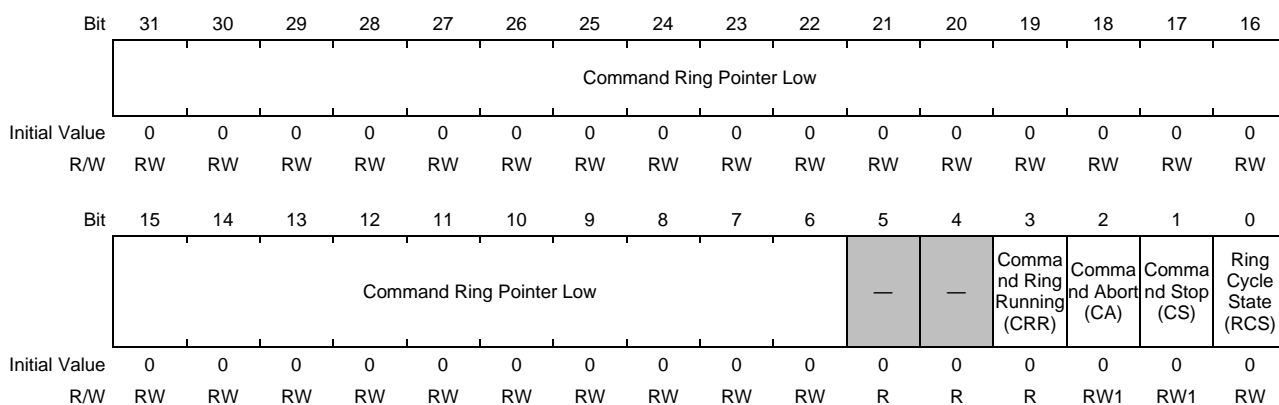 Bit 31 30 29 28 27 26 25 24 23 22 21 20 19 18 17 16
Command Ring Pointer Low
Initial Value 0 0 0 0 0 0 0 0 0 0 0 0 0 0 0 0
R/W RW RW RW RW RW RW RW RW RW RW RW RW RW RW RW RW
Bit 15 14 13 12 11 10 9 8 7 6 5 4 3 2 1 0
Command Ring Pointer Low
—
—
Comma
nd Ring
Running
(CRR)
Comma
nd Abort
(CA)
Comma
nd Stop
(CS)
Ring
Cycle
State
(RCS)
Initial Value 0 0 0 0 0 0 0 0 0 0 0 0 0 0 0 0
R/W RW RW RW RW RW RW RW RW RW RW R R R RW1 RW1 RW